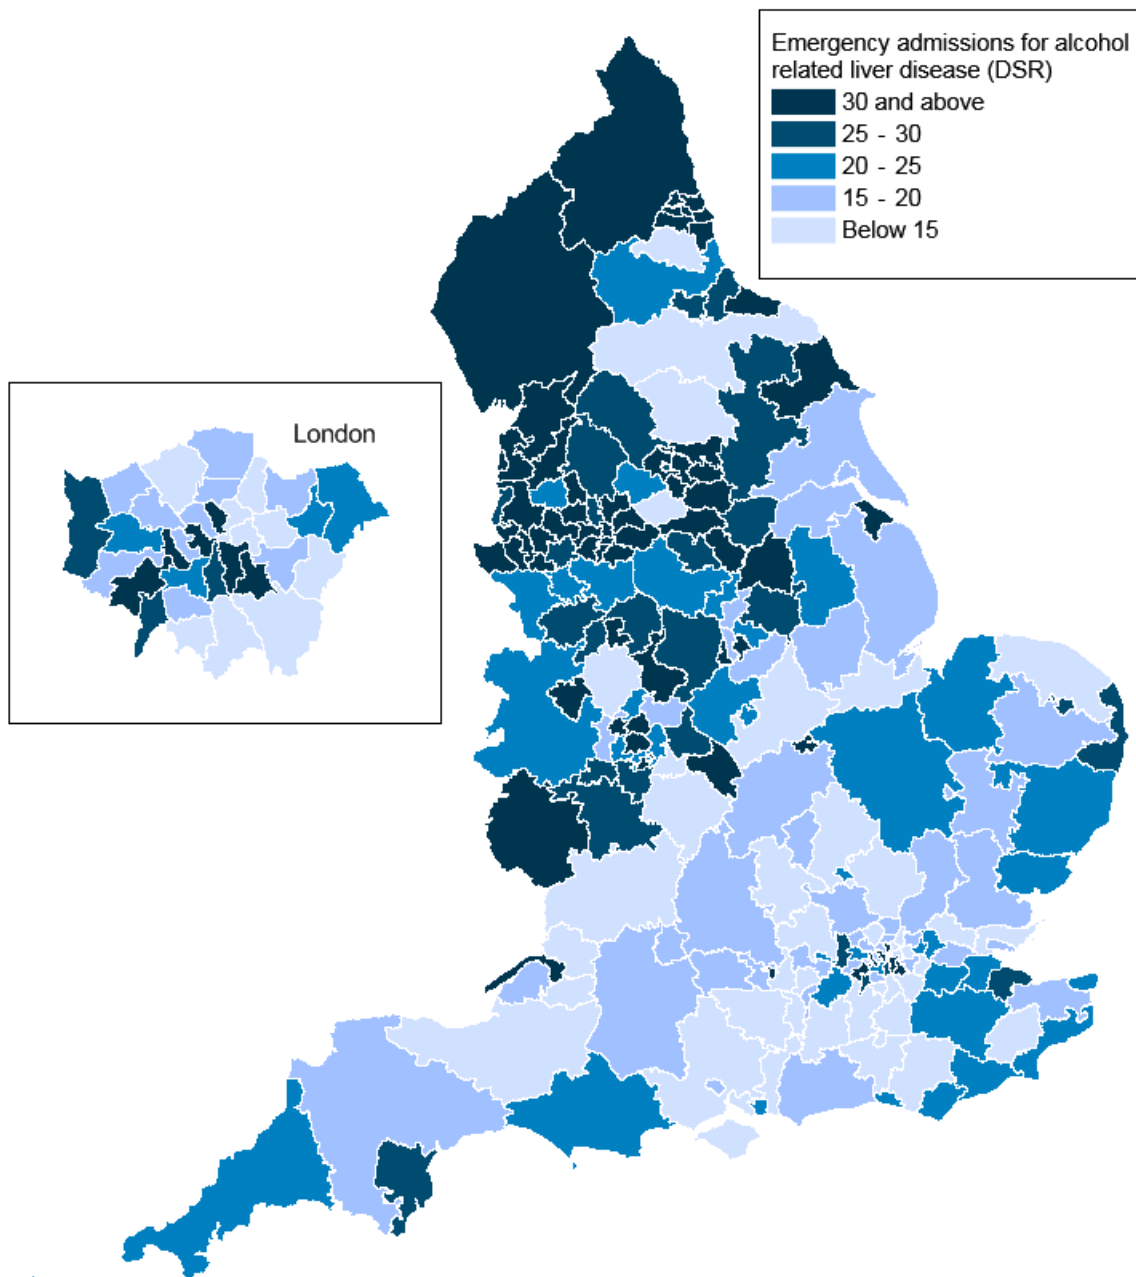 Emergency admissions for alcohol
related liver disease (DSR)
30 and above
25 - 30
20 - 25
15 - 20
Below 15
London